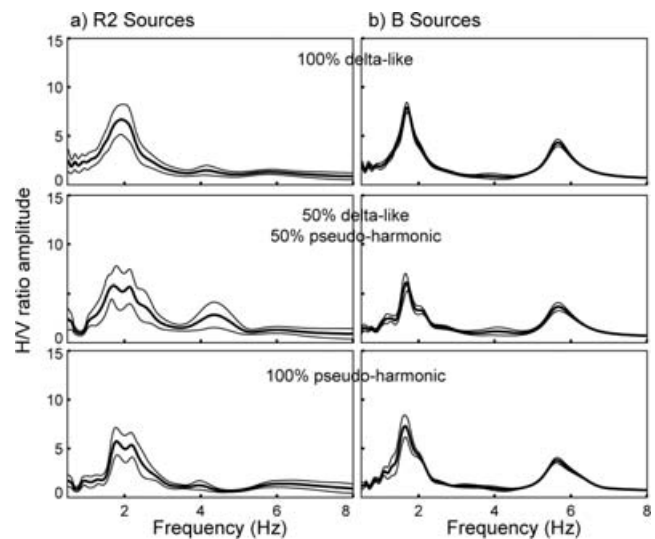 a) R2 Sources
b) B Sources
15
100% delta-like
10
5
0
15
50% delta-like
50% pseudo-harmonic
10
5
0
15
100% pseudo-harmonic
10
5
0
H/V ratio amplitude
2 4 6 8
2 4 6 8
Frequency (Hz)
Frequency (Hz)